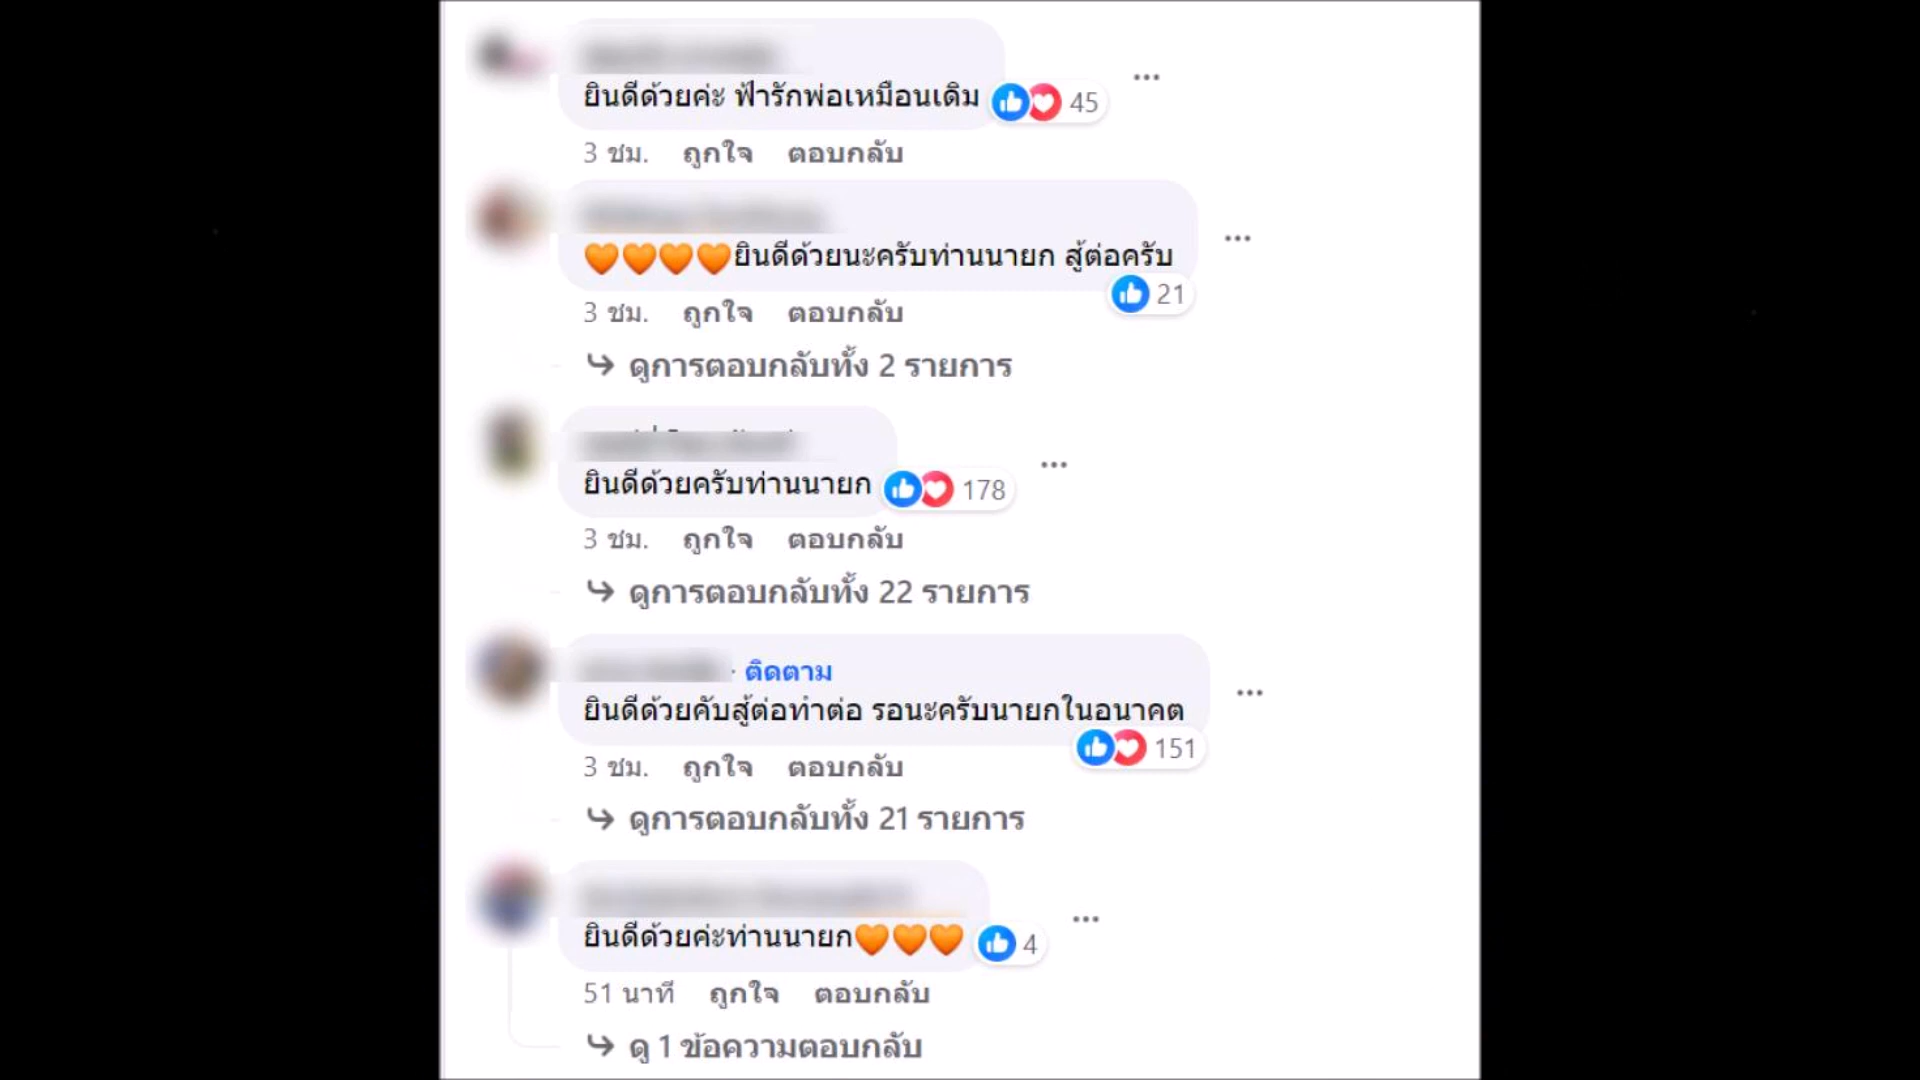 ยินดีด้วยค่ะ ฟ้ารักพ่อเหมือนเดิม 45
3 ชม. ถูกใจ ตอบกลับ
🧡🧡🧡🧡ยินดีด้วยนะครับท่านนายก สู้ต่อครับ
21
3 ชม. ถูกใจ ตอบกลับ
ดูการตอบกลับทั้ง 2 รายการ
ยินดีด้วยครับท่านนายก 178
3 ชม. ถูกใจ ตอบกลับ
ดูการตอบกลับทั้ง 22 รายการ
· ติดตาม
ยินดีด้วยคับสู้ต่อทำต่อ รอนะครับนายกในอนาคต
151
3 ชม. ถูกใจ ตอบกลับ
ดูการตอบกลับทั้ง 21 รายการ
ยินดีด้วยค่ะท่านนายก🧡🧡🧡 4
51 นาที ถูกใจ ตอบกลับ
ดู 1 ข้อความตอบกลับ